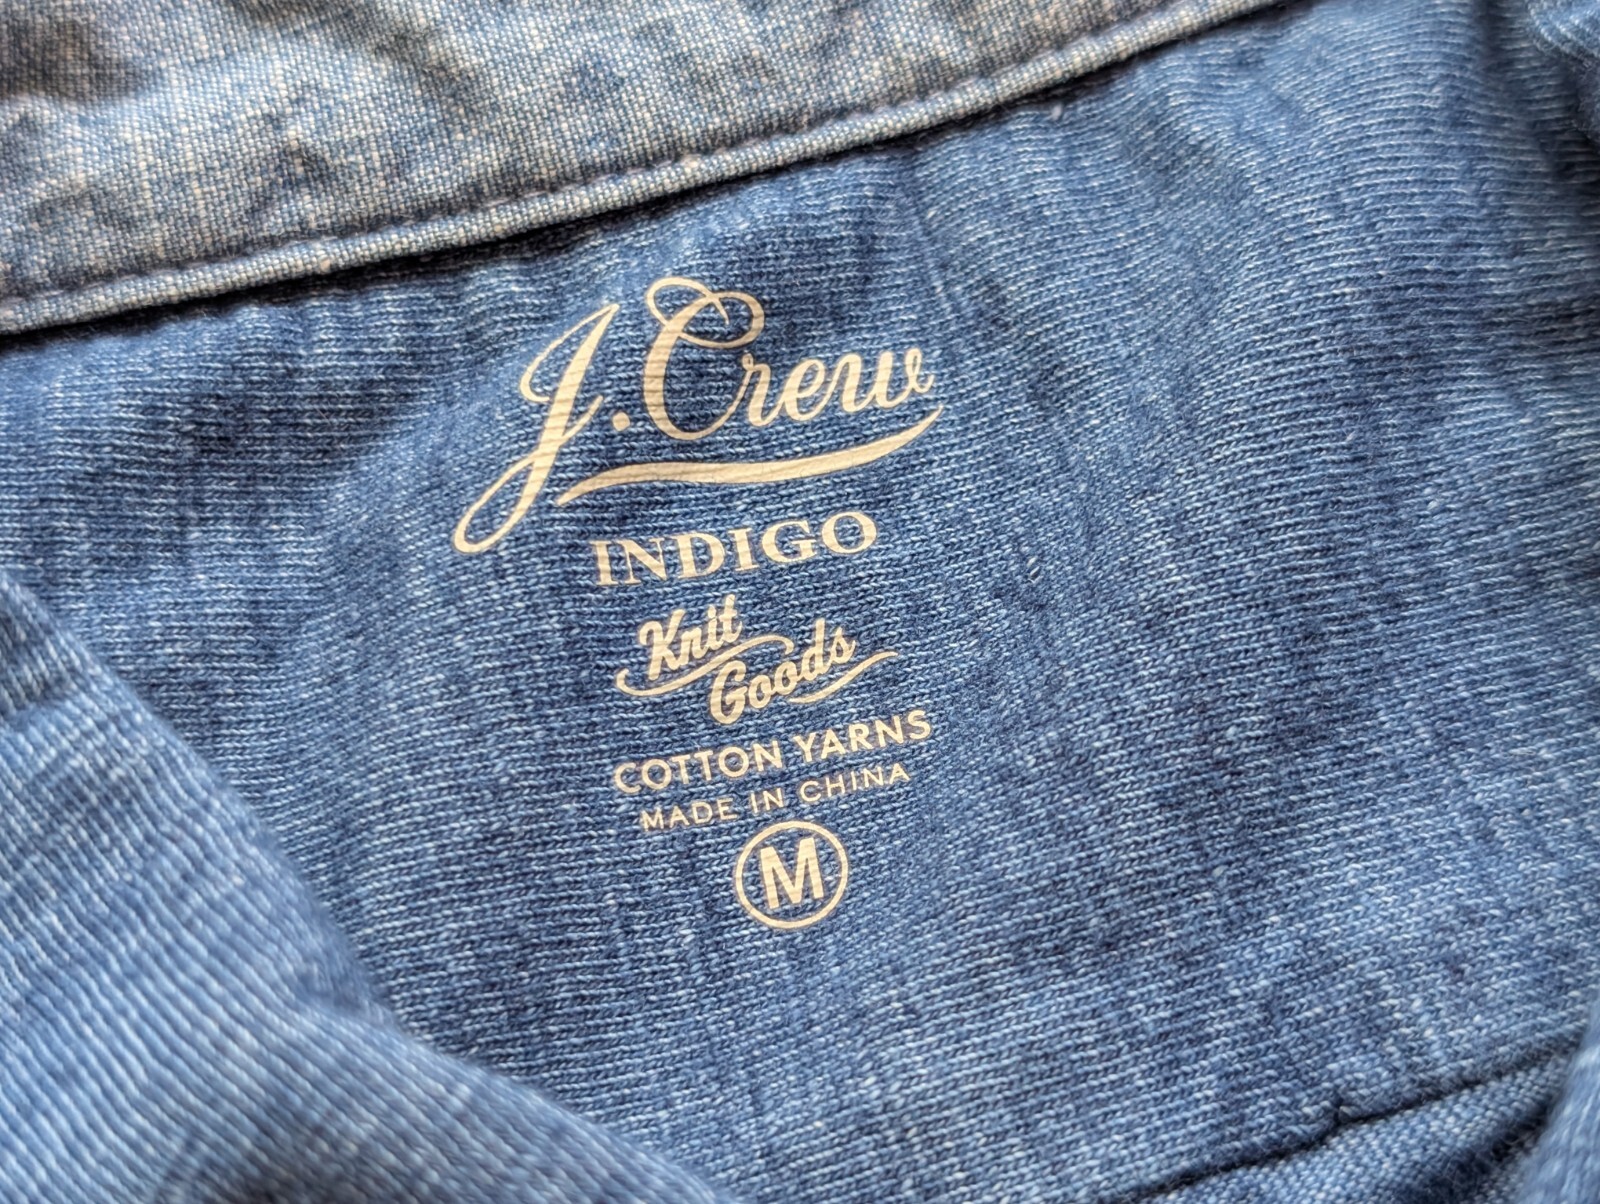 J.Crew
INDIGO
Knit
Goods
COTTON YARNS
MADE IN CHINA
M